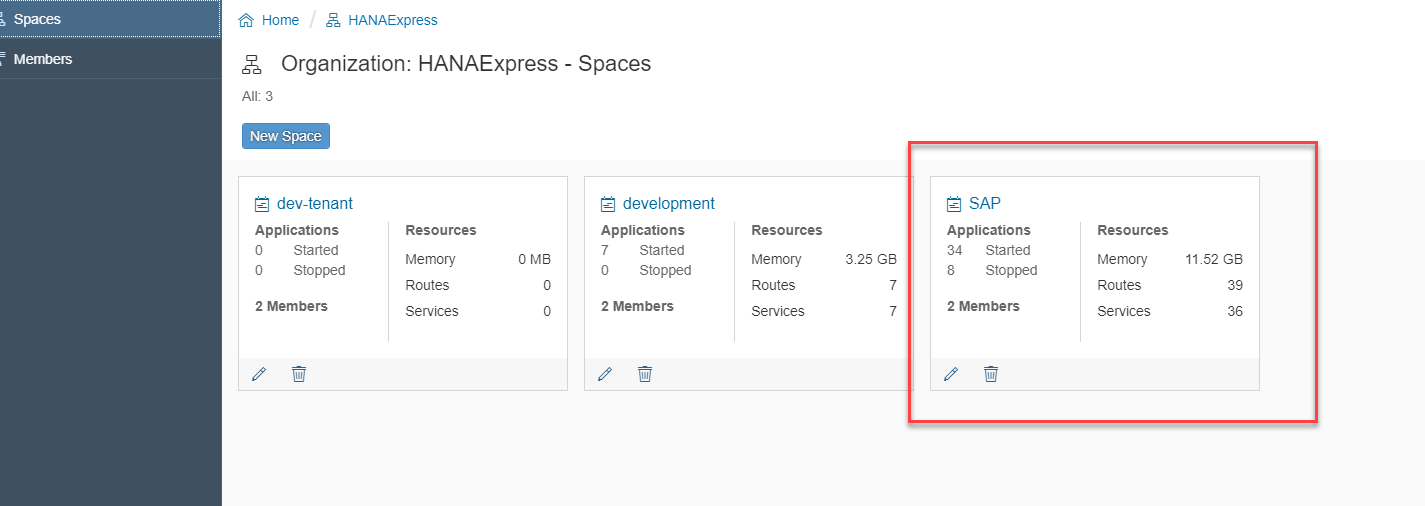 Spaces
Members
Home / HANAExpress
Organization: HANAExpress - Spaces
All: 3
New Space
dev-tenant
Applications
0 Started
0 Stopped
2 Members
Resources
Memory 0 MB
Routes 0
Services 0
development
Applications
7 Started
0 Stopped
2 Members
Resources
Memory 3.25 GB
Routes 7
Services 7
SAP
Applications
34 Started
8 Stopped
2 Members
Resources
Memory 11.52 GB
Routes 39
Services 36